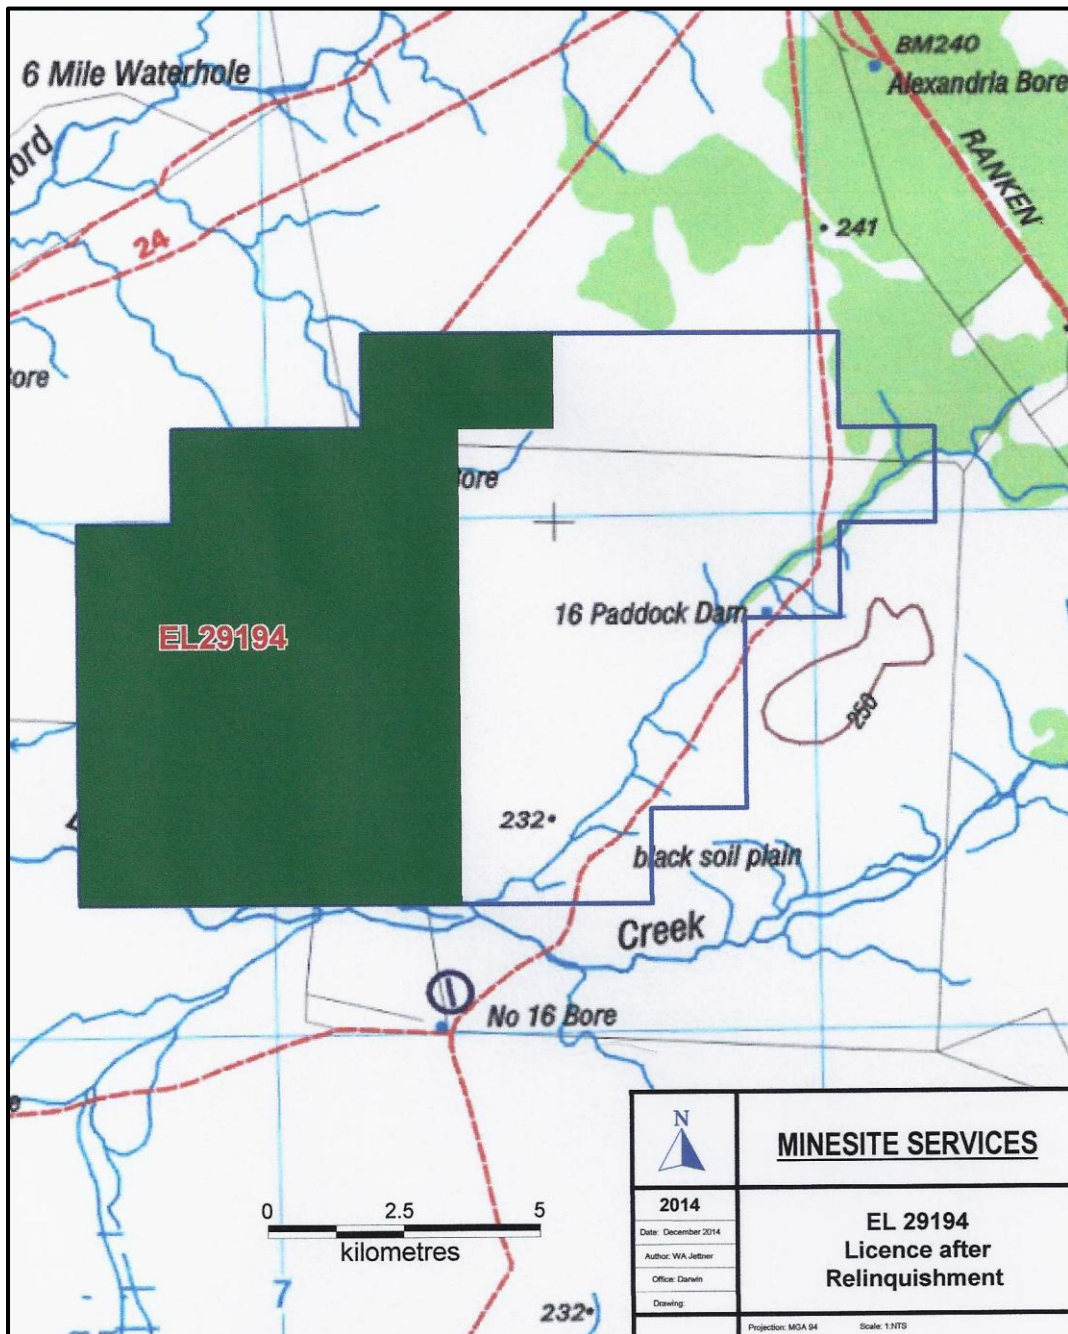 BM240
6 Mile Waterhole
Alexandria Bore
ord
RANKEN
24
241
ore
ore
16 Paddock Dam
EL29194
250
232
black soil plain
Creek
No 16 Bore
N
MINESITE SERVICES
2014
Date: December 2014
EL 29194
Licence after
Relinquishment
Author: WA Jettner
Office: Darwin
Drawing:
0 2.5 5
kilometres
7
232
Projection: MGA 94 Scale: 1:NTS